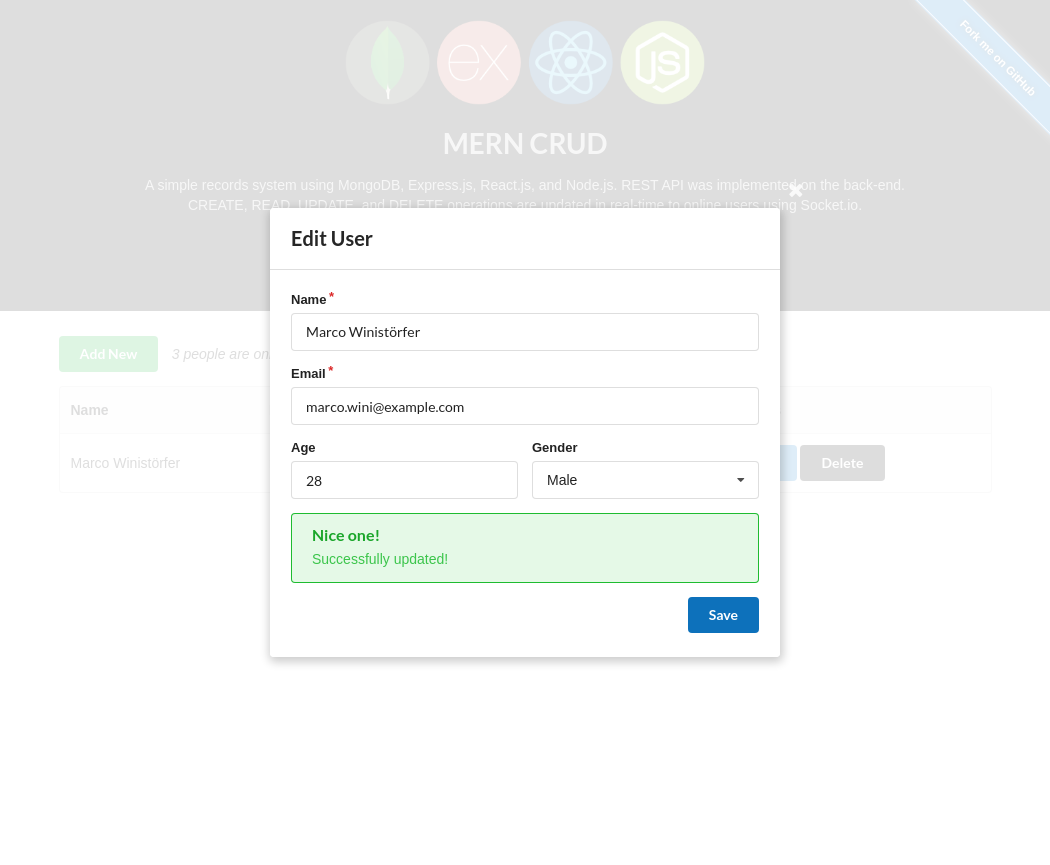 Fork me on GitHub
ex
JS
MERN CRUD
A simple records system using MongoDB, Express.js, React.js, and Node.js. REST API was implemented on the back-end.
CREATE, READ, UPDATE, and DELETE operations are updated in real-time to online users using Socket.io.
Edit User
Name*
Marco Winistörfer
Email*
marco.wini@example.com
Age Gender
28 Male
Nice one!
Successfully updated!
Save
Add New 3 people are on
Name
Marco Winistörfer Delete